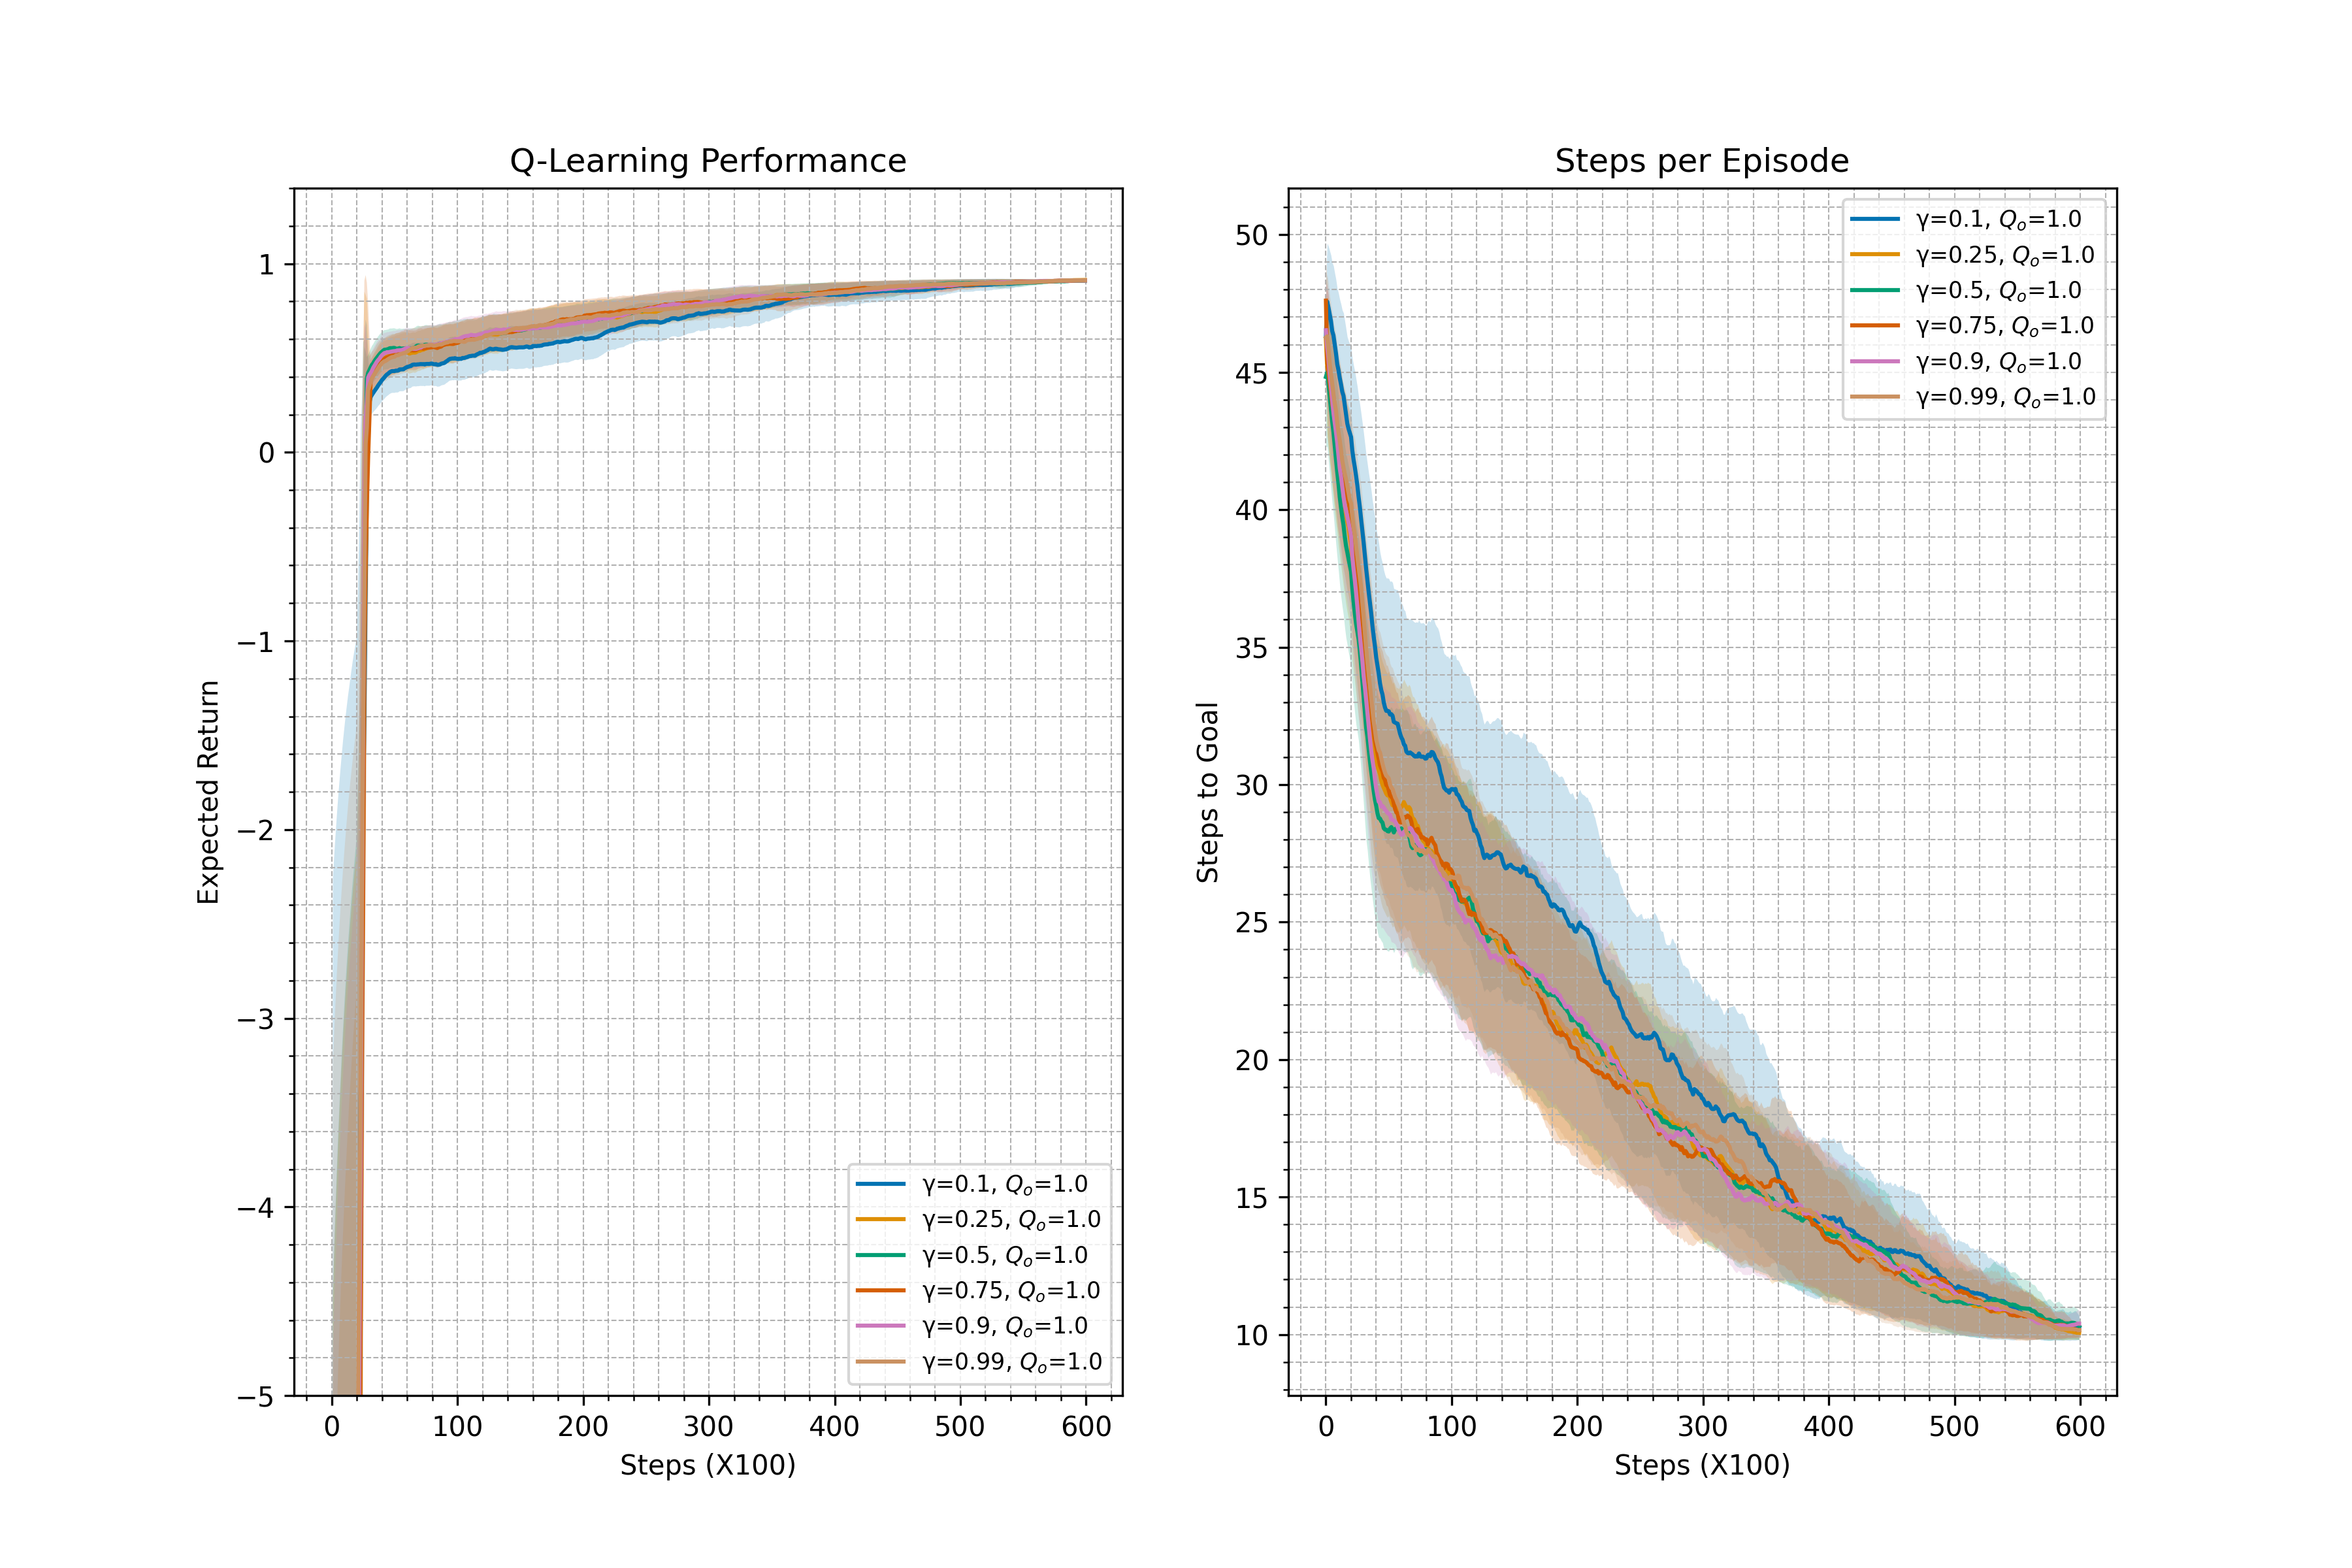 Q-Learning Performance
Expected Return
1
0
−1
−2
−3
−4
−5
0 100 200 300 400 500 600
Steps (X100)
γ=0.1, Qₒ=1.0
γ=0.25, Qₒ=1.0
γ=0.5, Qₒ=1.0
γ=0.75, Qₒ=1.0
γ=0.9, Qₒ=1.0
γ=0.99, Qₒ=1.0
Steps per Episode
Steps to Goal
50
45
40
35
30
25
20
15
10
0 100 200 300 400 500 600
Steps (X100)
γ=0.1, Qₒ=1.0
γ=0.25, Qₒ=1.0
γ=0.5, Qₒ=1.0
γ=0.75, Qₒ=1.0
γ=0.9, Qₒ=1.0
γ=0.99, Qₒ=1.0